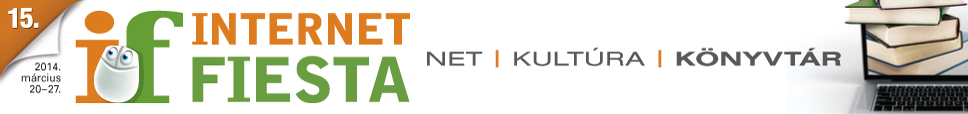 15.
2014.
március
20–27.
if
INTERNET
FIESTA
NET | KULTÚRA | KÖNYVTÁR